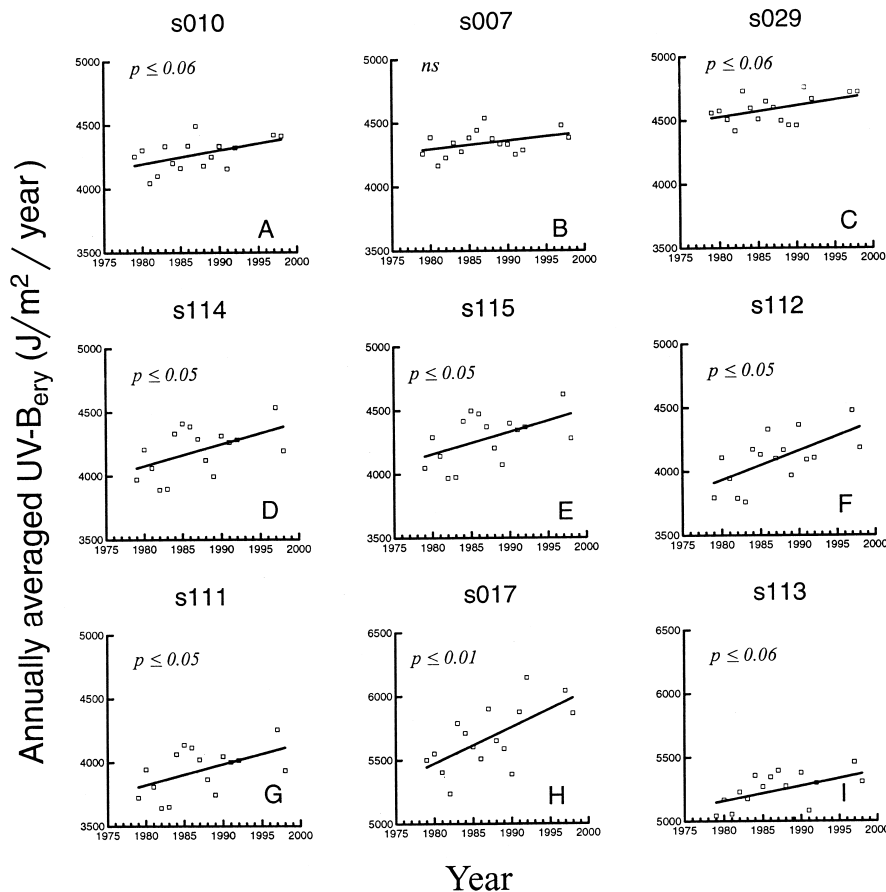 Annually averaged UV-Bery (J/m2 / year)
s010
5000
4500
4000
3500
p ≤ 0.06
A
1975 1980 1985 1990 1995 2000
s007
5000
4500
4000
3500
ns
B
1975 1980 1985 1990 1995 2000
s029
5000
4500
4000
3500
p ≤ 0.06
C
1975 1980 1985 1990 1995 2000
s114
5000
4500
4000
3500
p ≤ 0.05
D
1975 1980 1985 1990 1995 2000
s115
5000
4500
4000
3500
p ≤ 0.05
E
1975 1980 1985 1990 1995 2000
s112
5000
4500
4000
3500
p ≤ 0.05
F
1975 1980 1985 1990 1995 2000
s111
5000
4500
4000
3500
p ≤ 0.05
G
1975 1980 1985 1990 1995 2000
s017
6500
6000
5500
5000
p ≤ 0.01
H
1975 1980 1985 1990 1995 2000
s113
6500
6000
5500
5000
p ≤ 0.06
I
1975 1980 1985 1990 1995 2000
Year